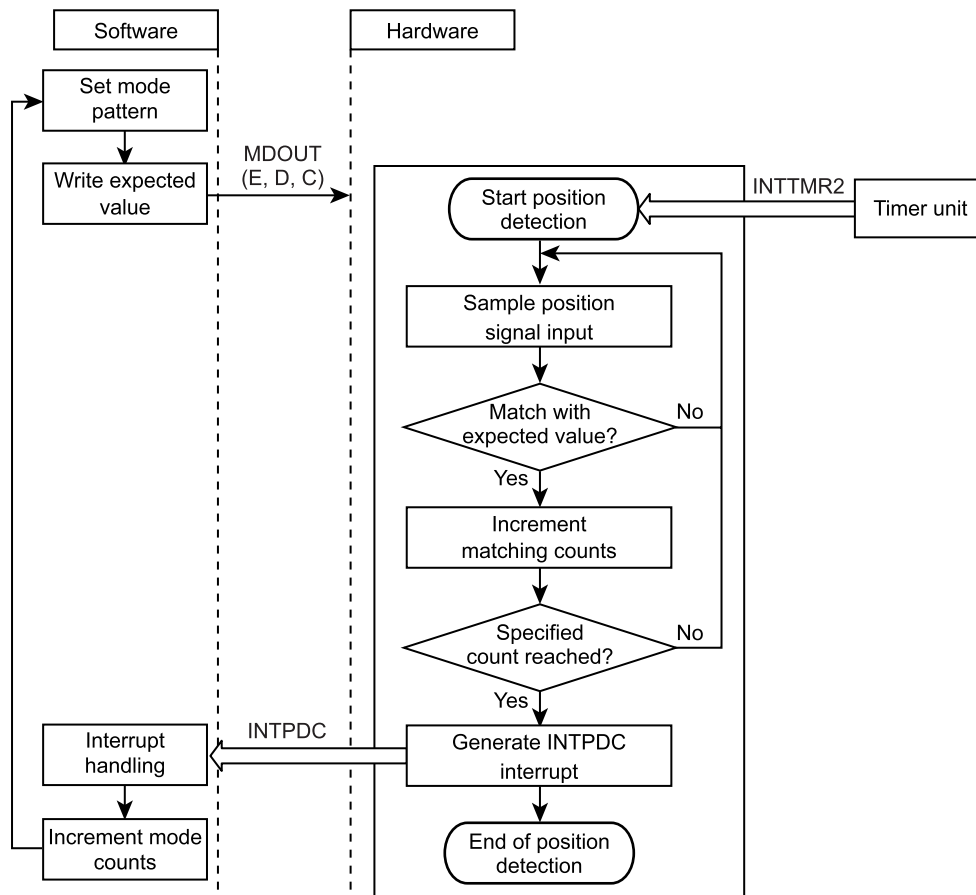 Software
Hardware
Set mode
pattern
Write expected
value
MDOUT
(E, D, C)
Start position
detection
INTTMR2
Timer unit
Sample position
signal input
Match with
expected value?
No
Yes
Increment
matching counts
Specified
count reached?
No
Yes
Generate INTPDC
interrupt
INTPDC
Interrupt
handling
Increment mode
counts
End of position
detection